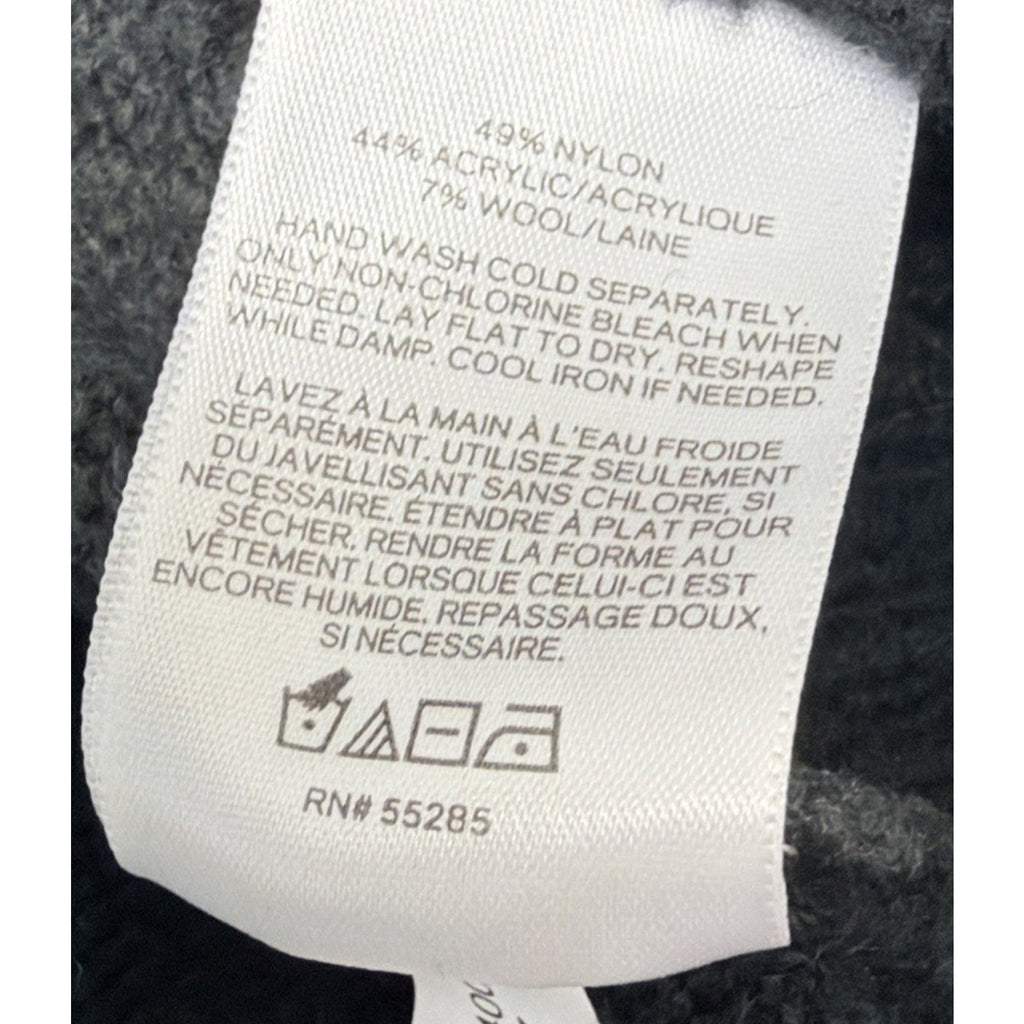 49% NYLON
44% ACRYLIC/ACRYLIQUE
7% WOOL/LAINE
HAND WASH COLD SEPARATELY.
ONLY NON-CHLORINE BLEACH WHEN
NEEDED. LAY FLAT TO DRY. RESHAPE
WHILE DAMP. COOL IRON IF NEEDED.
LAVEZ À LA MAIN À L'EAU FROIDE
SÉPARÉMENT. UTILISEZ SEULEMENT
DU JAVELLISANT SANS CHLORE, SI
NÉCESSAIRE. ÉTENDRE À PLAT POUR
SÉCHER. RENDRE LA FORME AU
VÊTEMENT LORSQUE CELUI-CI EST
ENCORE HUMIDE. REPASSAGE DOUX,
SI NÉCESSAIRE.
RN# 55285